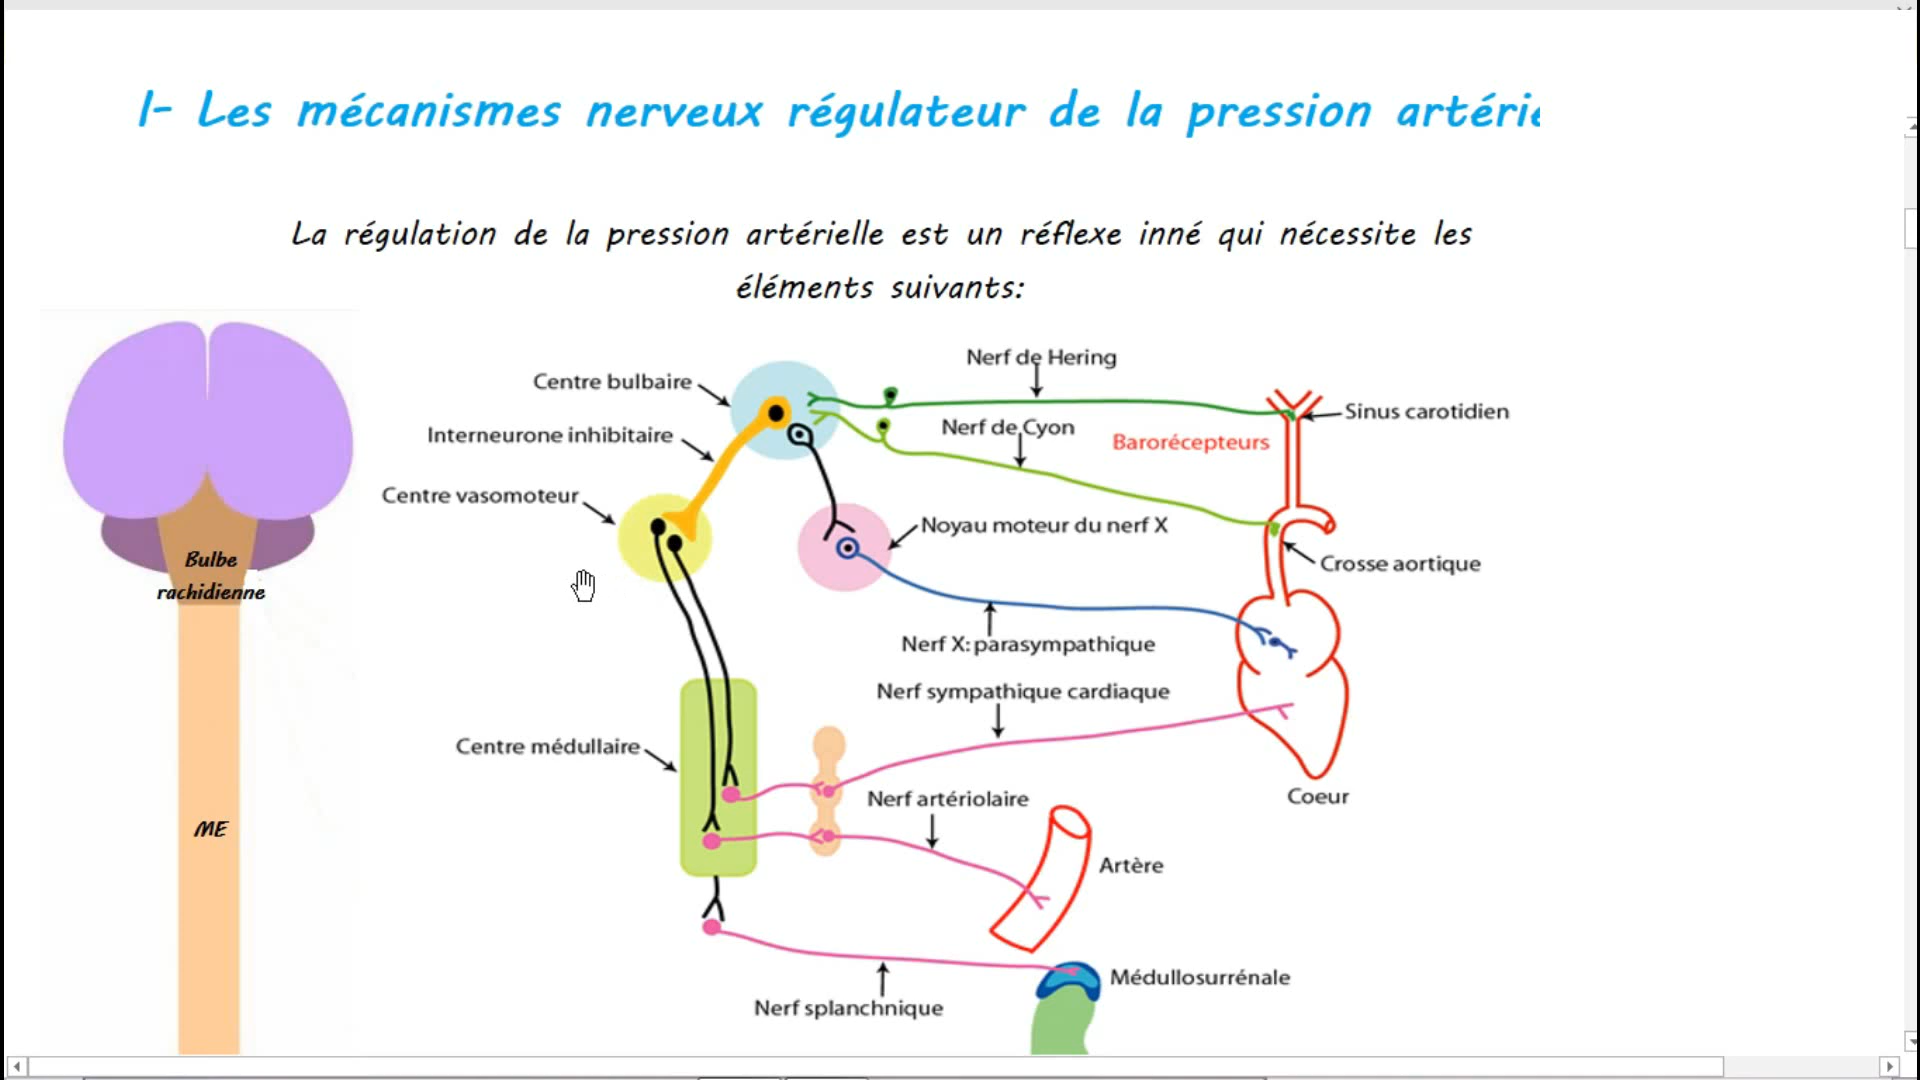 I- Les mécanismes nerveux régulateur de la pression
La régulation de la pression artérielle est un réflexe inné qui nécessite les
éléments suivants:
Nerf de Hering
Centre bulbaire
Sinus carotidien
Interneurone inhibitaire
Nerf de Cyon
Barorécepteurs
Centre vasomoteur
Noyau moteur du nerf X
Crosse aortique
Bulbe
rachidienne
Nerf X: parasympathique
Nerf sympathique cardiaque
Centre médullaire
Nerf artériolaire
Coeur
ME
Artère
Médullosurrénale
Nerf splanchnique